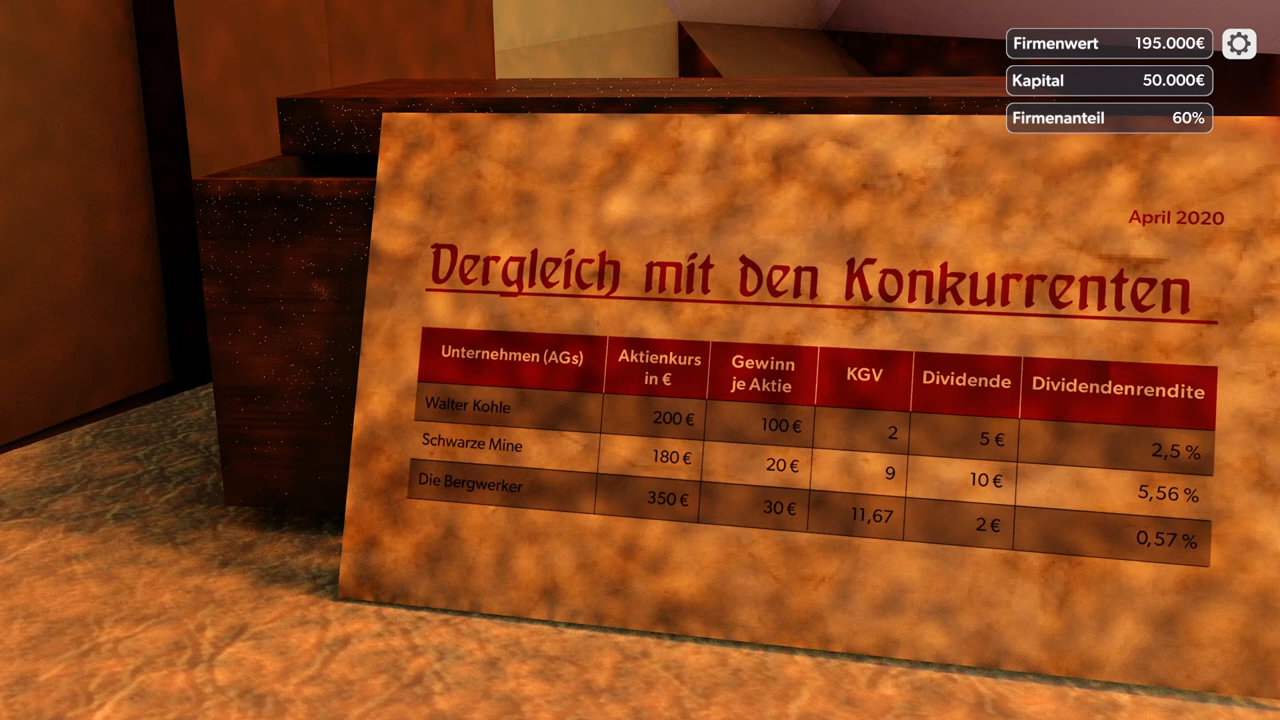 Firmenwert 195.000€
Kapital 50.000€
Firmenanteil 60%
April 2020
Vergleich mit den Konkurrenten
Unternehmen (AGs) Aktienkurs in € Gewinn je Aktie KGV Dividende Dividendenrendite
Walter Kohle 200 € 100 € 2 5 € 2,5 %
Schwarze Mine 180 € 20 € 9 10 € 5,56 %
Die Bergwerker 350 € 30 € 11,67 2 € 0,57 %